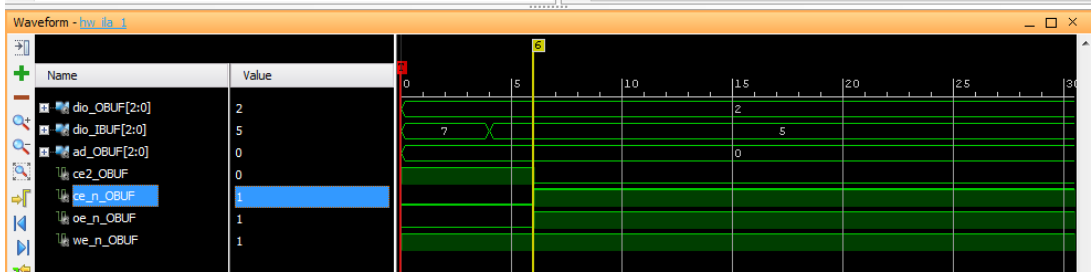 Waveform - hw_ila_1
6
Name Value
0 5 10 15 20 25 30
dio_OBUF[2:0] 2 2
dio_IBUF[2:0] 5 7 5
ad_OBUF[2:0] 0 0
ce2_OBUF 0
ce_n_OBUF 1
oe_n_OBUF 1
we_n_OBUF 1